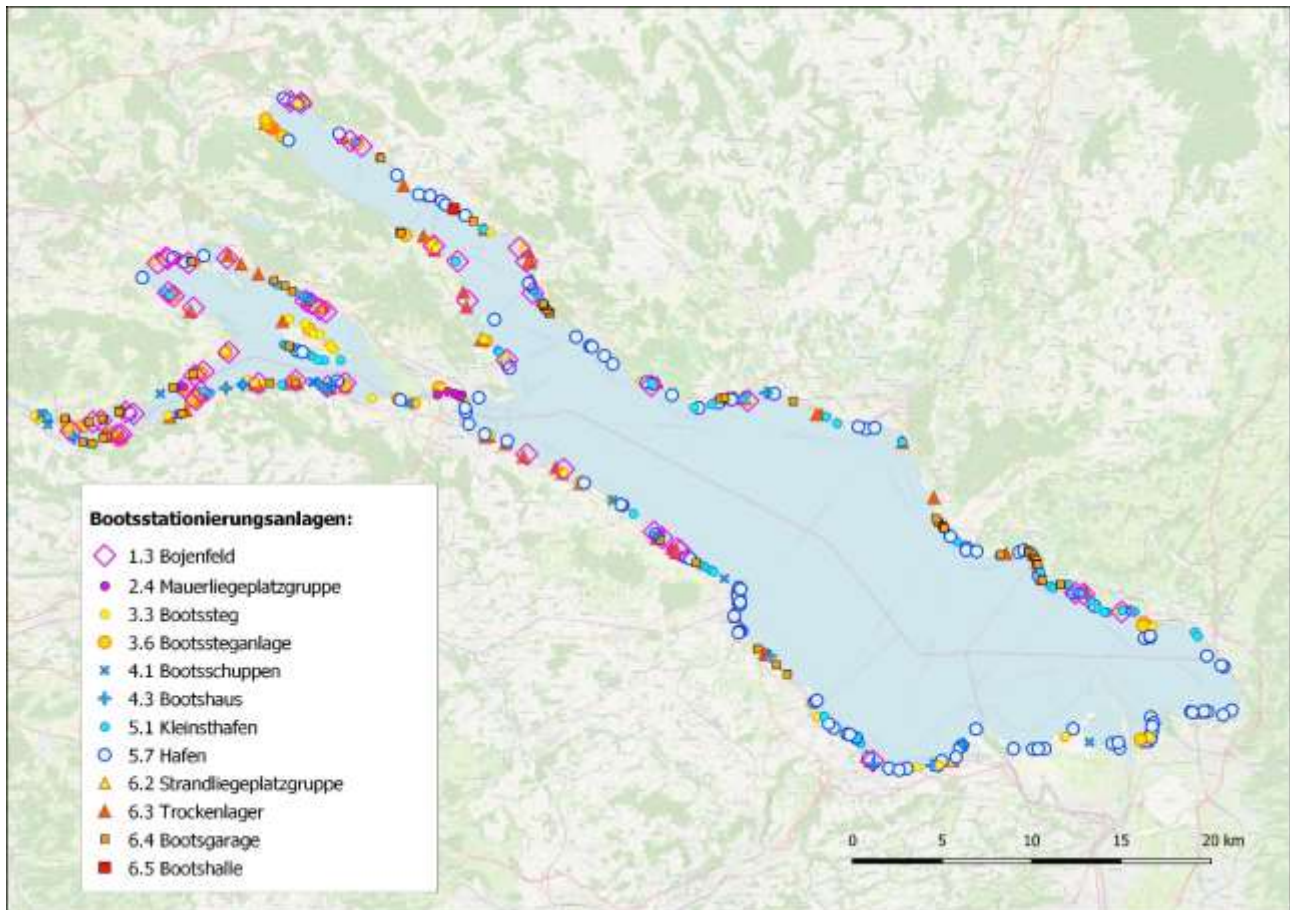 Bootsstationierungsanlagen:
1.3 Bojenfeld
2.4 Mauerliegeplatzgruppe
3.3 Bootssteg
3.6 Bootssteganlage
4.1 Bootsschuppen
4.3 Bootshaus
5.1 Kleinsthafen
5.7 Hafen
6.2 Strandliegeplatzgruppe
6.3 Trockenlager
6.4 Bootsgarage
6.5 Bootshalle
0 5 10 15 20 km